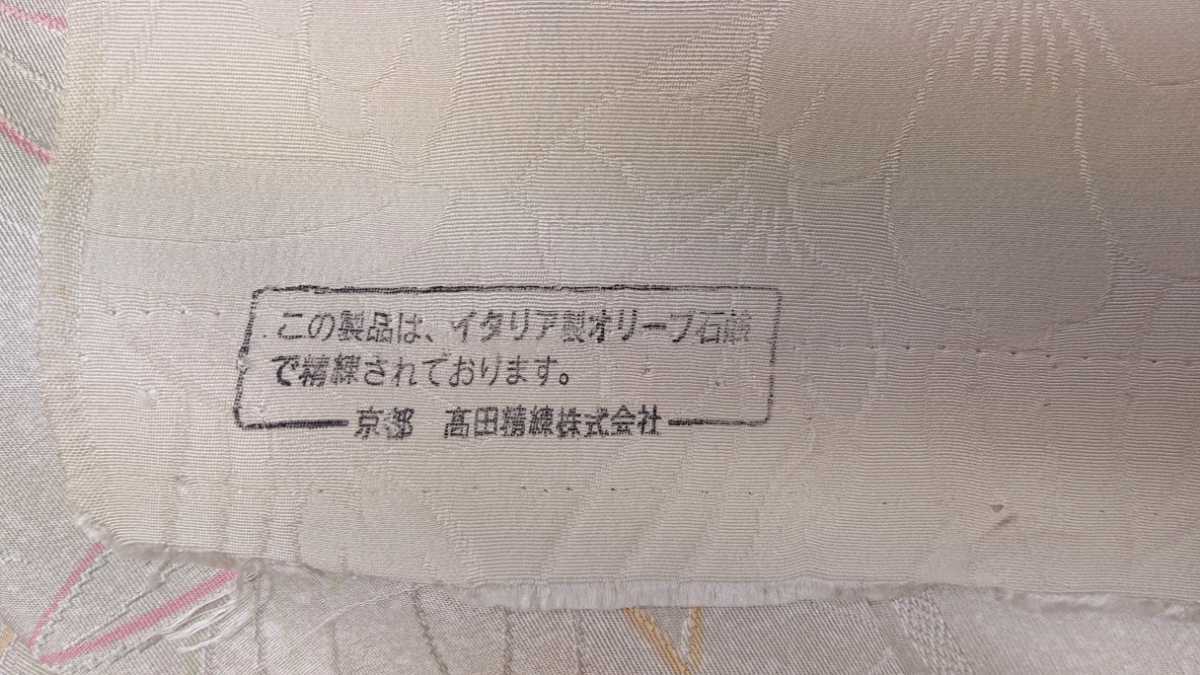 この製品は、イタリア製オリーブ石鹸
で精練されております。
京都　髙田精練株式会社